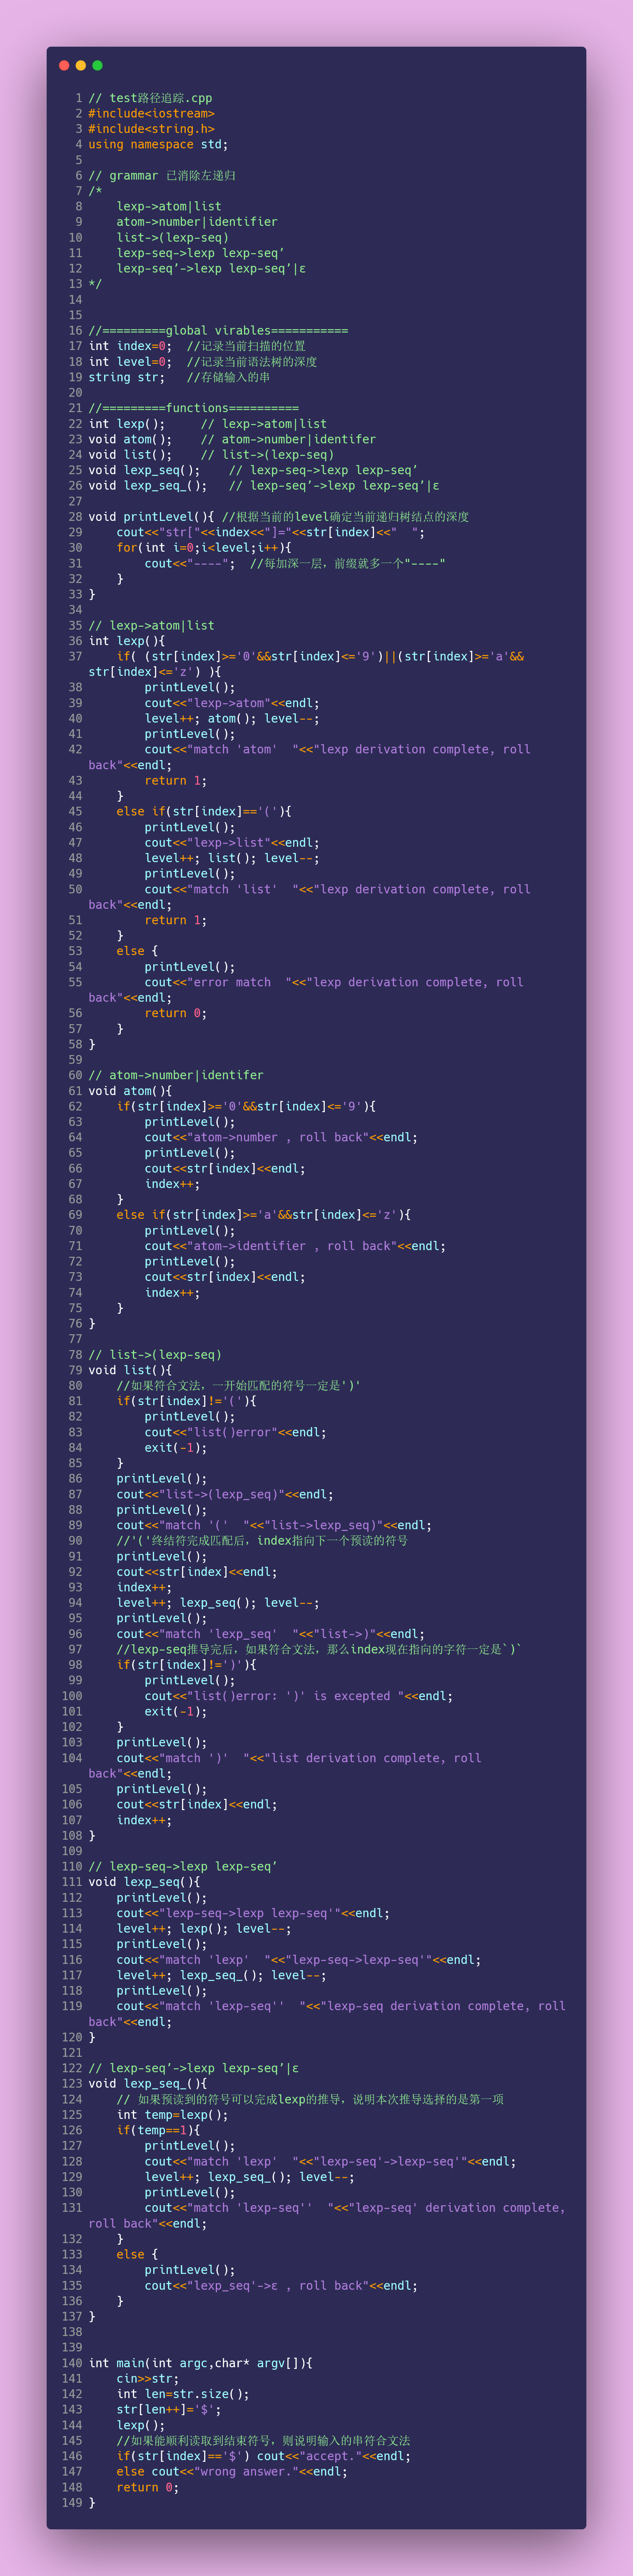 1 // test路径追踪.cpp
2 #include<iostream>
3 #include<string.h>
4 using namespace std;
5
6 // grammar 已消除左递归
7 /*
8     lexp->atom|list
9     atom->number|identifier
10     list->(lexp-seq)
11     lexp-seq->lexp lexp-seq’
12     lexp-seq’->lexp lexp-seq’|ε
13 */
14
15
16 //=========global virables===========
17 int index=0;  //记录当前扫描的位置
18 int level=0;  //记录当前语法树的深度
19 string str;   //存储输入的串
20
21 //=========functions==========
22 int lexp();     // lexp->atom|list
23 void atom();    // atom->number|identifer
24 void list();    // list->(lexp-seq)
25 void lexp_seq();    // lexp-seq->lexp lexp-seq’
26 void lexp_seq_();   // lexp-seq’->lexp lexp-seq’|ε
27
28 void printLevel(){ //根据当前的level确定当前递归树结点的深度
29     cout<<"str["<<index<<"]="<<str[index]<<"  ";
30     for(int i=0;i<level;i++){
31         cout<<"----";  //每加深一层，前缀就多一个"----"
32     }
33 }
34
35 // lexp->atom|list
36 int lexp(){
37     if( (str[index]>='0'&&str[index]<='9')||(str[index]>='a'&&
str[index]<='z') ){
38         printLevel();
39         cout<<"lexp->atom"<<endl;
40         level++; atom(); level--;
41         printLevel();
42         cout<<"match 'atom'  "<<"lexp derivation complete, roll
back"<<endl;
43         return 1;
44     }
45     else if(str[index]=='('){
46         printLevel();
47         cout<<"lexp->list"<<endl;
48         level++; list(); level--;
49         printLevel();
50         cout<<"match 'list'  "<<"lexp derivation complete, roll
back"<<endl;
51         return 1;
52     }
53     else {
54         printLevel();
55         cout<<"error match  "<<"lexp derivation complete, roll
back"<<endl;
56         return 0;
57     }
58 }
59
60 // atom->number|identifer
61 void atom(){
62     if(str[index]>='0'&&str[index]<='9'){
63         printLevel();
64         cout<<"atom->number , roll back"<<endl;
65         printLevel();
66         cout<<str[index]<<endl;
67         index++;
68     }
69     else if(str[index]>='a'&&str[index]<='z'){
70         printLevel();
71         cout<<"atom->identifier , roll back"<<endl;
72         printLevel();
73         cout<<str[index]<<endl;
74         index++;
75     }
76 }
77
78 // list->(lexp-seq)
79 void list(){
80     //如果符合文法，一开始匹配的符号一定是')'
81     if(str[index]!='('){
82         printLevel();
83         cout<<"list()error"<<endl;
84         exit(-1);
85     }
86     printLevel();
87     cout<<"list->(lexp_seq)"<<endl;
88     printLevel();
89     cout<<"match '('  "<<"list->lexp_seq)"<<endl;
90     //'('终结符完成匹配后，index指向下一个预读的符号
91     printLevel();
92     cout<<str[index]<<endl;
93     index++;
94     level++; lexp_seq(); level--;
95     printLevel();
96     cout<<"match 'lexp_seq'  "<<"list->)"<<endl;
97     //lexp-seq推导完后，如果符合文法，那么index现在指向的字符一定是`)`
98     if(str[index]!=')'){
99         printLevel();
100         cout<<"list()error: ')' is excepted "<<endl;
101         exit(-1);
102     }
103     printLevel();
104     cout<<"match ')'  "<<"list derivation complete, roll
back"<<endl;
105     printLevel();
106     cout<<str[index]<<endl;
107     index++;
108 }
109
110 // lexp-seq->lexp lexp-seq’
111 void lexp_seq(){
112     printLevel();
113     cout<<"lexp-seq->lexp lexp-seq'"<<endl;
114     level++; lexp(); level--;
115     printLevel();
116     cout<<"match 'lexp'  "<<"lexp-seq->lexp-seq'"<<endl;
117     level++; lexp_seq_(); level--;
118     printLevel();
119     cout<<"match 'lexp-seq''  "<<"lexp-seq derivation complete, roll
back"<<endl;
120 }
121
122 // lexp-seq’->lexp lexp-seq’|ε
123 void lexp_seq_(){
124     // 如果预读到的符号可以完成lexp的推导，说明本次推导选择的是第一项
125     int temp=lexp();
126     if(temp==1){
127         printLevel();
128         cout<<"match 'lexp'  "<<"lexp-seq'->lexp-seq'"<<endl;
129         level++; lexp_seq_(); level--;
130         printLevel();
131         cout<<"match 'lexp-seq''  "<<"lexp-seq' derivation complete,
roll back"<<endl;
132     }
133     else {
134         printLevel();
135         cout<<"lexp_seq'->ε , roll back"<<endl;
136     }
137 }
138
139
140 int main(int argc,char* argv[]){
141     cin>>str;
142     int len=str.size();
143     str[len++]='$';
144     lexp();
145     //如果能顺利读取到结束符号，则说明输入的串符合文法
146     if(str[index]=='$') cout<<"accept."<<endl;
147     else cout<<"wrong answer."<<endl;
148     return 0;
149 }